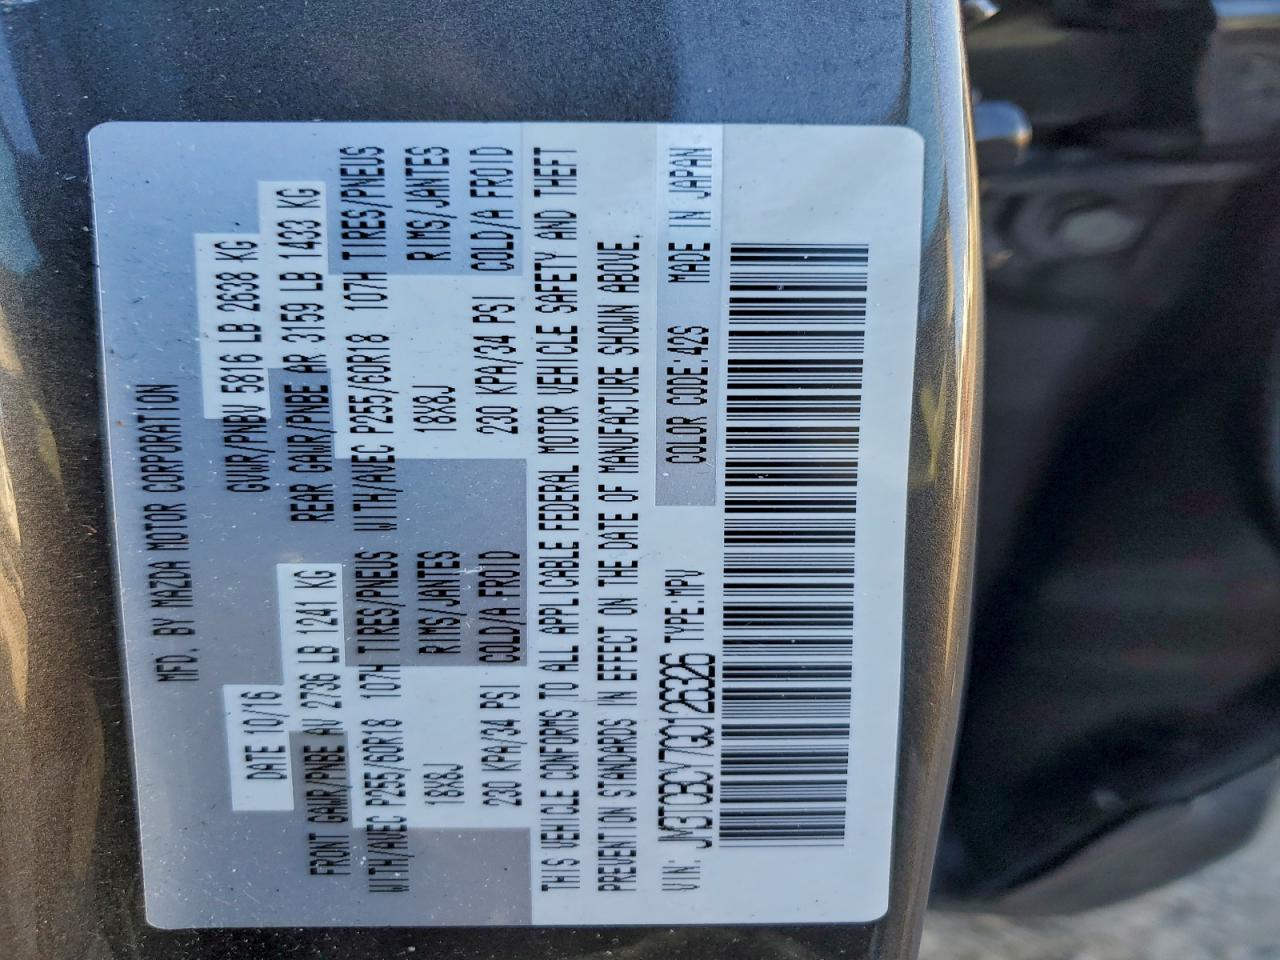 MFD. BY MAZDA MOTOR CORPORATION
DATE 10/16 GVWR/PNBV 5816 LB 2638 KG
FRONT GAWR/PNBE AV 2736 LB 1241 KG REAR GAWR/PNBE AR 3159 LB 1433 KG
WITH/AVEC P255/60R18 107H TIRES/PNEUS WITH/AVEC P255/60R18 107H TIRES/PNEUS
18X8J RIMS/JANTES 18X8J RIMS/JANTES
230 KPA/34 PSI COLD/A FROID 230 KPA/34 PSI COLD/A FROID
THIS VEHICLE CONFORMS TO ALL APPLICABLE FEDERAL MOTOR VEHICLE SAFETY AND THEFT
PREVENTION STANDARDS IN EFFECT ON THE DATE OF MANUFACTURE SHOWN ABOVE.
VIN: JM3TCBCY7G0126326 TYPE:MPV COLOR CODE:42S MADE IN JAPAN